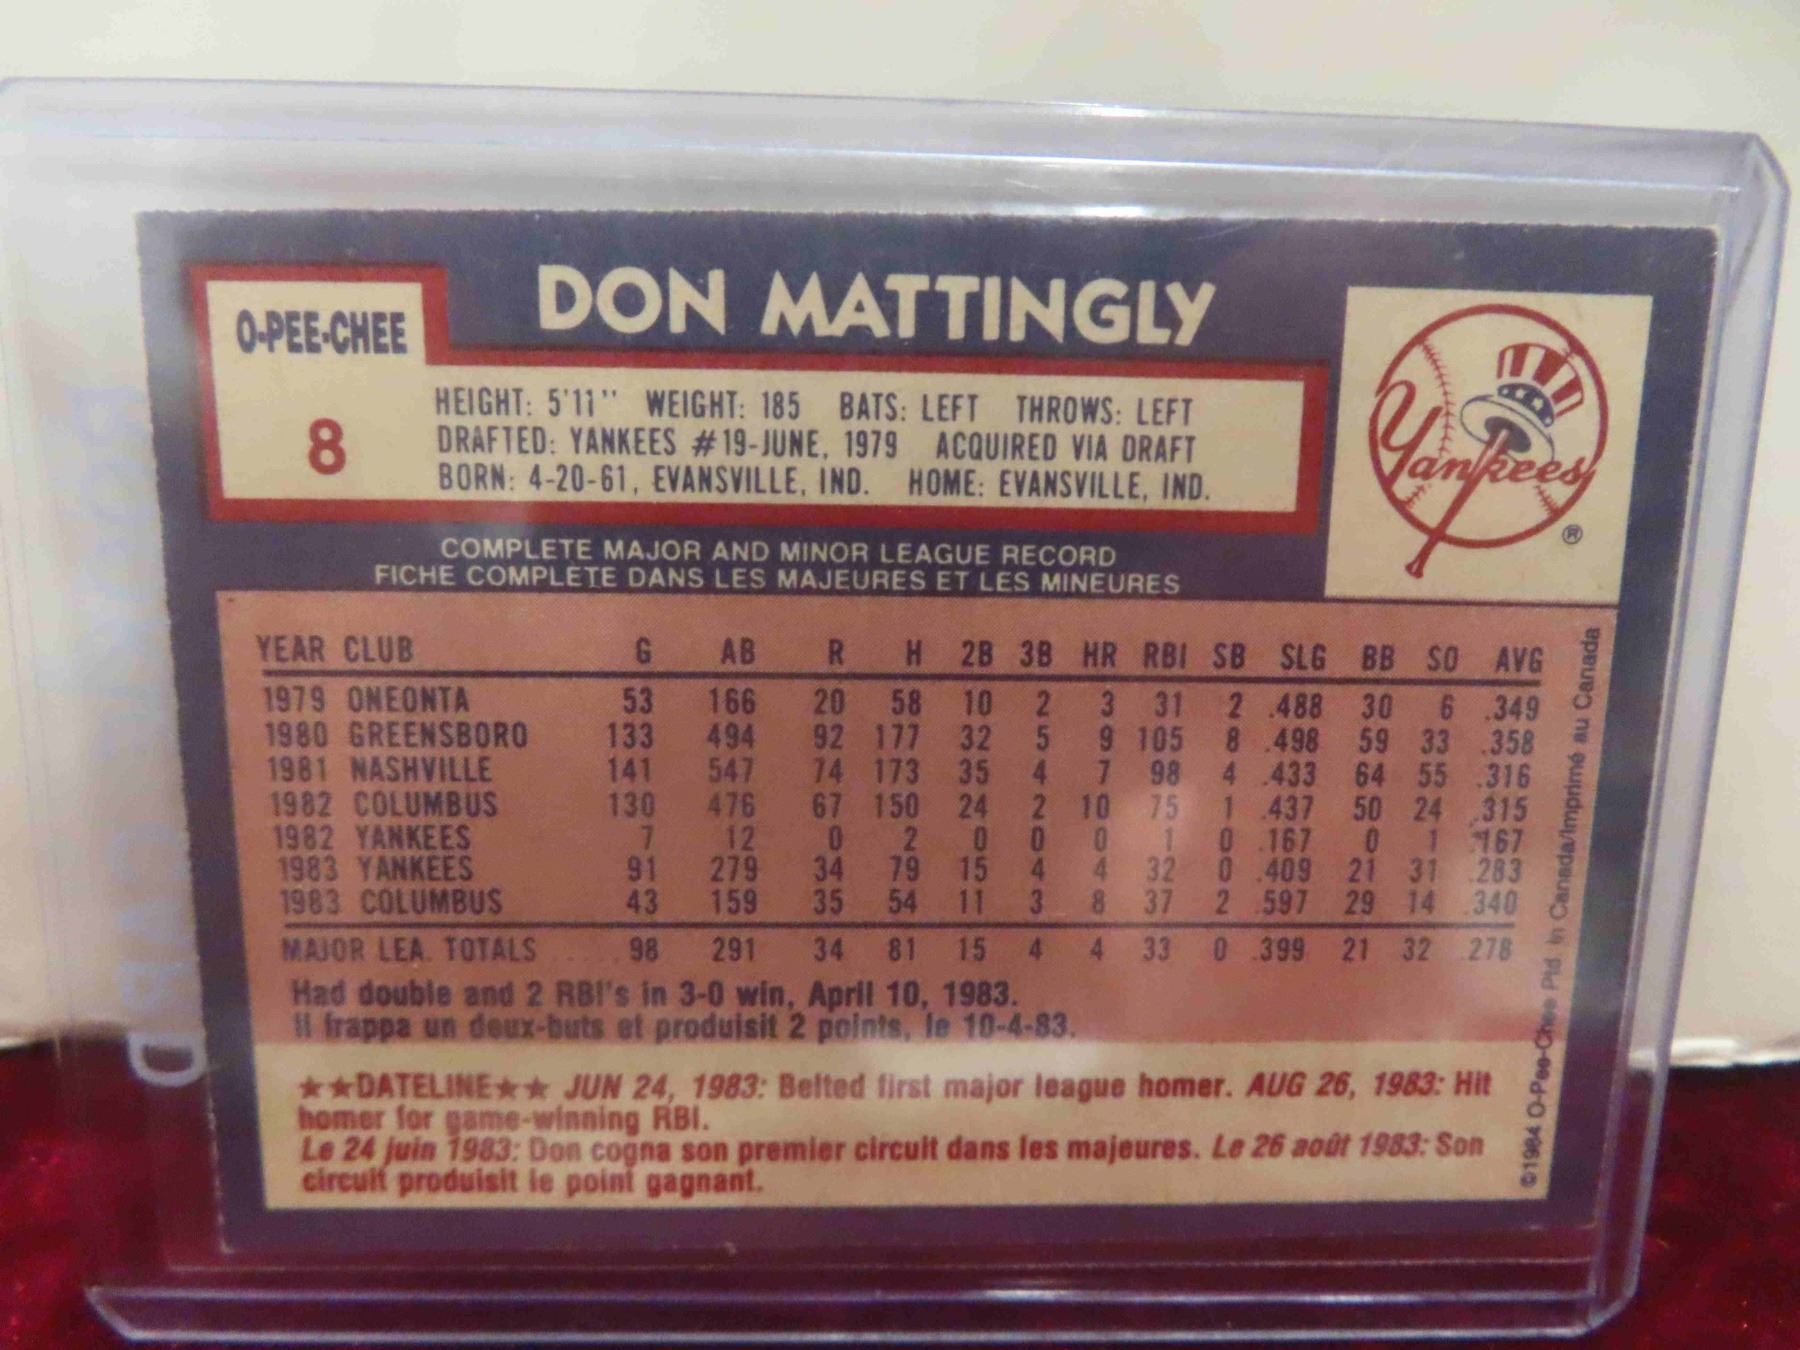 DON MATTINGLY
O-PEE-CHEE
8
HEIGHT: 5'11'' WEIGHT: 185 BATS: LEFT THROWS: LEFT
DRAFTED: YANKEES #19-JUNE, 1979 ACQUIRED VIA DRAFT
BORN: 4-20-61, EVANSVILLE, IND. HOME: EVANSVILLE, IND.
Yankees
®
COMPLETE MAJOR AND MINOR LEAGUE RECORD
FICHE COMPLETE DANS LES MAJEURES ET LES MINEURES
YEAR CLUB G AB R H 2B 3B HR RBI SB SLG BB SO AVG
1979 ONEONTA 53 166 20 58 10 2 3 31 2 .488 30 6 .349
1980 GREENSBORO 133 494 92 177 32 5 9 105 8 .498 59 33 .358
1981 NASHVILLE 141 547 74 173 35 4 7 98 4 .433 64 55 .316
1982 COLUMBUS 130 476 67 150 24 2 10 75 1 .437 50 24 .315
1982 YANKEES 7 12 0 2 0 0 0 1 0 .167 0 1 .167
1983 YANKEES 91 279 34 79 15 4 4 32 0 .409 21 31 .283
1983 COLUMBUS 43 159 35 54 11 3 8 37 2 .597 29 14 .340
MAJOR LEA. TOTALS ..... 98 291 34 81 15 4 4 33 0 .399 21 32 .278
Had double and 2 RBI's in 3-0 win, April 10, 1983.
Il frappa un deux-buts et produisit 2 points, le 10-4-83.
★★DATELINE★★ JUN 24, 1983: Belted first major league homer. AUG 26, 1983: Hit
homer for game-winning RBI.
Le 24 juin 1983: Don cogna son premier circuit dans les majeures. Le 26 août 1983: Son
circuit produisit le point gagnant.
©1984 O-Pee-Chee Ptd. in Canada/Imprimé au Canada